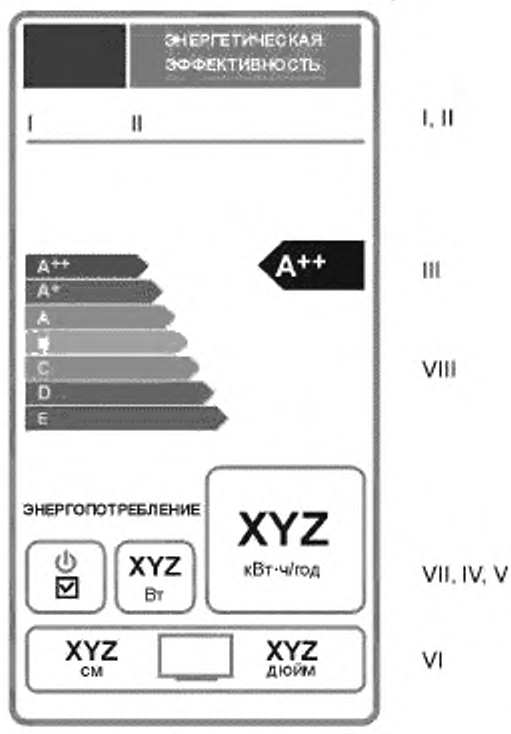 ЭНЕРГЕТИЧЕСКАЯ
ЭФФЕКТИВНОСТЬ
I II I, II
A++ A++ III
A+
A
C VIII
D
E
ЭНЕРГОПОТРЕБЛЕНИЕ
XYZ
кВт·ч/год
XYZ
Вт
VII, IV, V
XYZ
см
XYZ
дюйм
VI